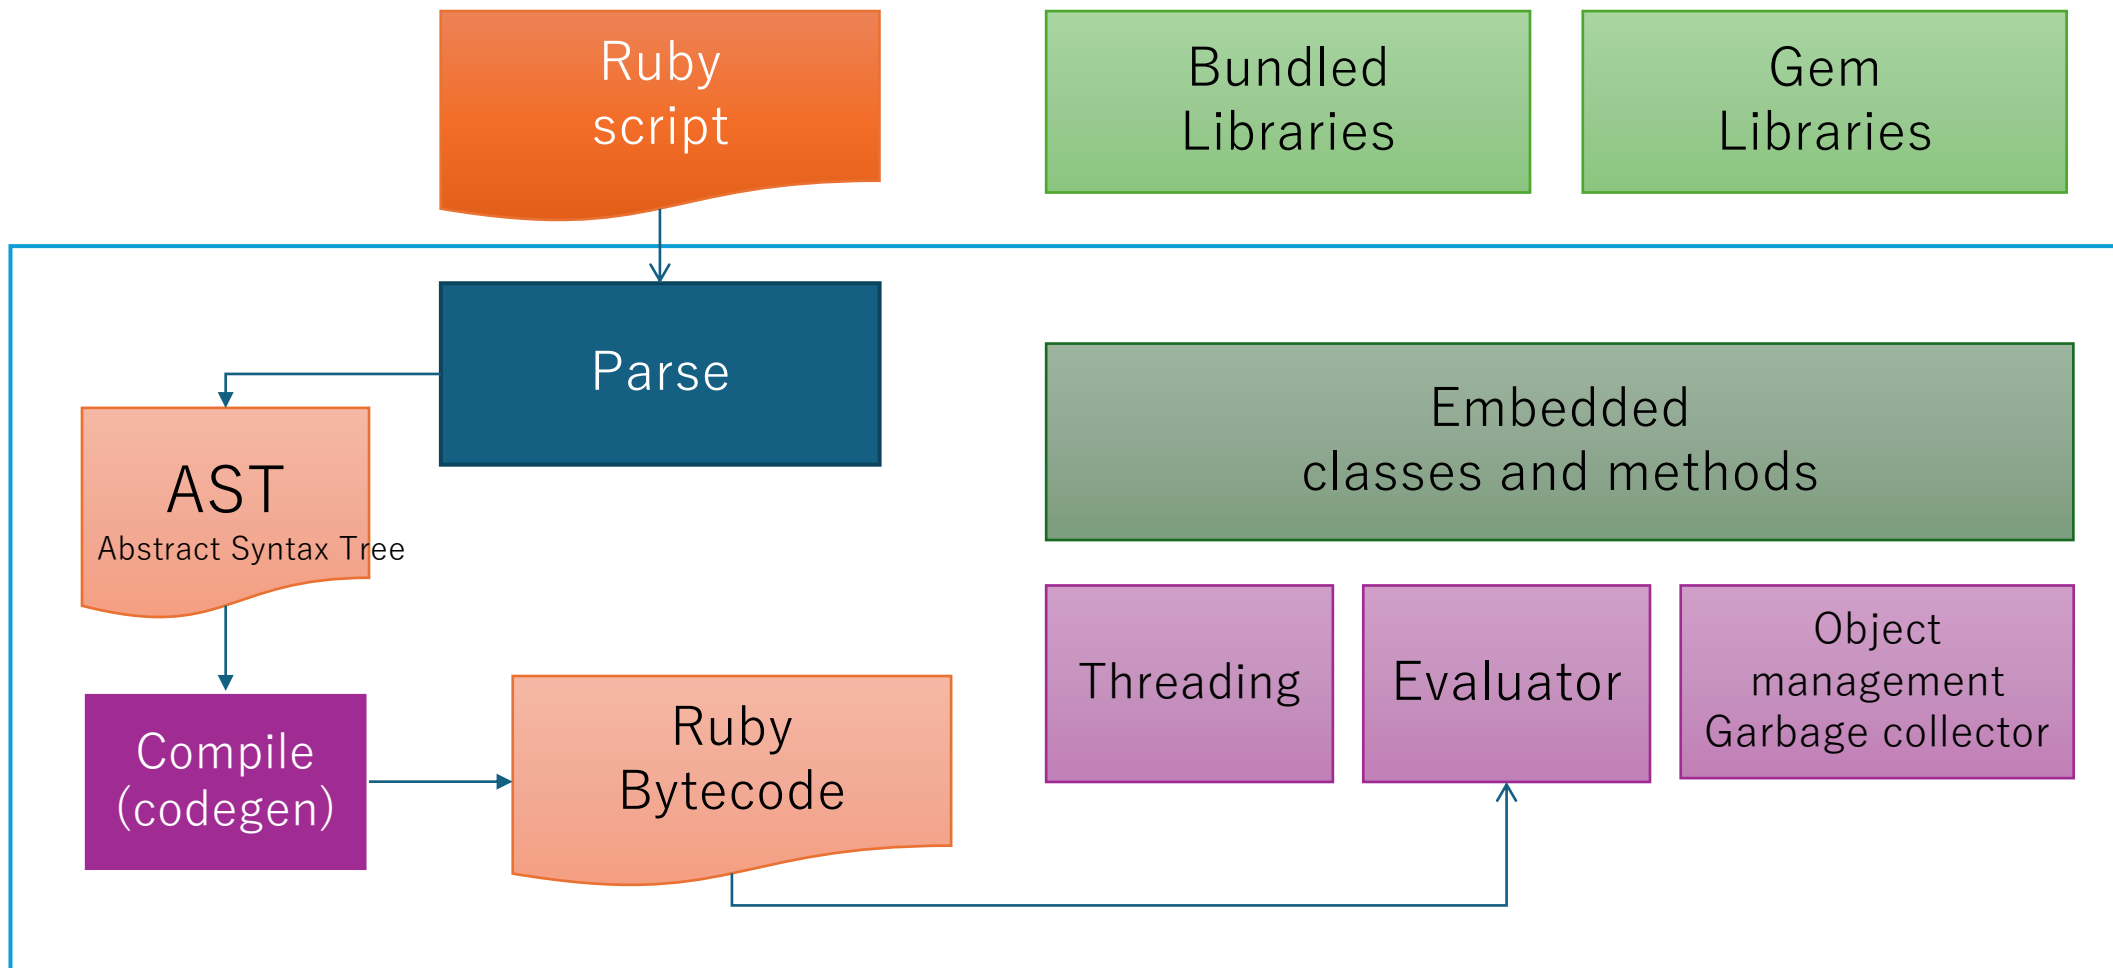 Ruby
script
Bundled
Libraries
Gem
Libraries
Parse
AST
Abstract Syntax Tree
Embedded
classes and methods
Threading
Evaluator
Object
management
Garbage collector
Compile
(codegen)
Ruby
Bytecode